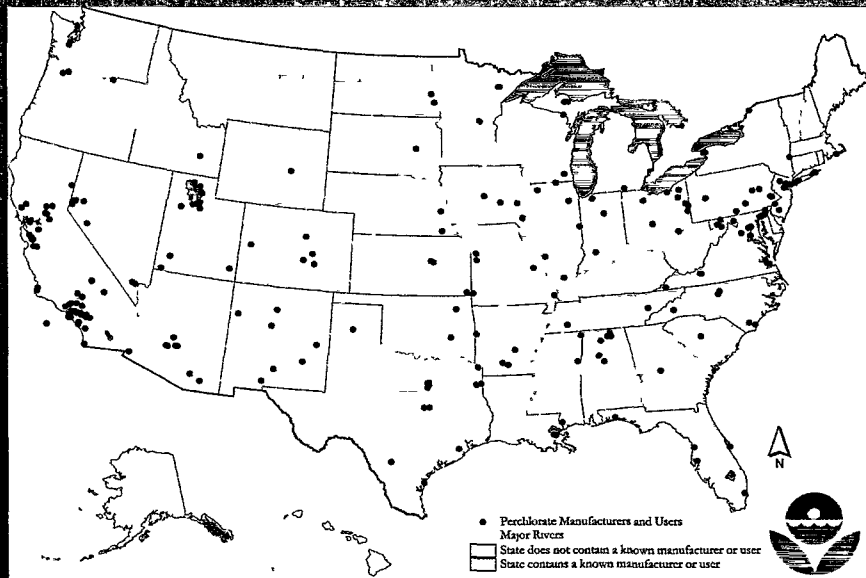 N
Perchlorate Manufacturers and Users
Major Rivers
State does not contain a known manufacturer or user
State contains a known manufacturer or user